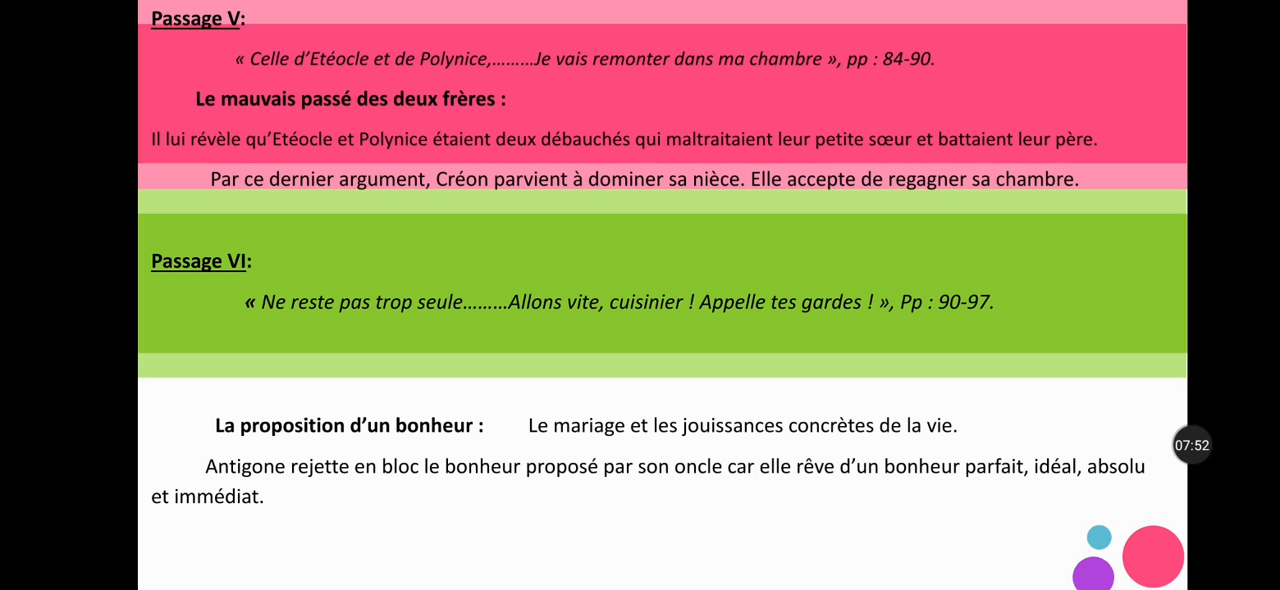 Passage V:
« Celle d'Etéocle et de Polynice,………Je vais remonter dans ma chambre », pp : 84-90.
Le mauvais passé des deux frères :
Il lui révèle qu'Etéocle et Polynice étaient deux débauchés qui maltraitaient leur petite sœur et battaient leur père.
Par ce dernier argument, Créon parvient à dominer sa nièce. Elle accepte de regagner sa chambre.
Passage VI:
« Ne reste pas trop seule………Allons vite, cuisinier ! Appelle tes gardes ! », Pp : 90-97.
La proposition d'un bonheur : Le mariage et les jouissances concrètes de la vie.
07:52
Antigone rejette en bloc le bonheur proposé par son oncle car elle rêve d'un bonheur parfait, idéal, absolu
et immédiat.